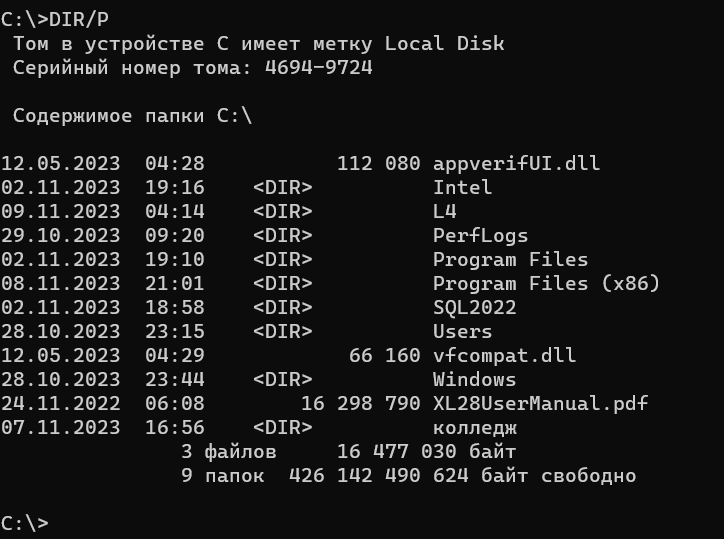 C:\>DIR/P
 Том в устройстве C имеет метку Local Disk
 Серийный номер тома: 4694-9724

 Содержимое папки C:\

12.05.2023  04:28           112 080 appverifUI.dll
02.11.2023  19:16    <DIR>          Intel
09.11.2023  04:14    <DIR>          L4
29.10.2023  09:20    <DIR>          PerfLogs
02.11.2023  19:10    <DIR>          Program Files
08.11.2023  21:01    <DIR>          Program Files (x86)
02.11.2023  18:58    <DIR>          SQL2022
28.10.2023  23:15    <DIR>          Users
12.05.2023  04:29            66 160 vfcompat.dll
28.10.2023  23:44    <DIR>          Windows
24.11.2022  06:08        16 298 790 XL28UserManual.pdf
07.11.2023  16:56    <DIR>          колледж
               3 файлов     16 477 030 байт
               9 папок  426 142 490 624 байт свободно

C:\>